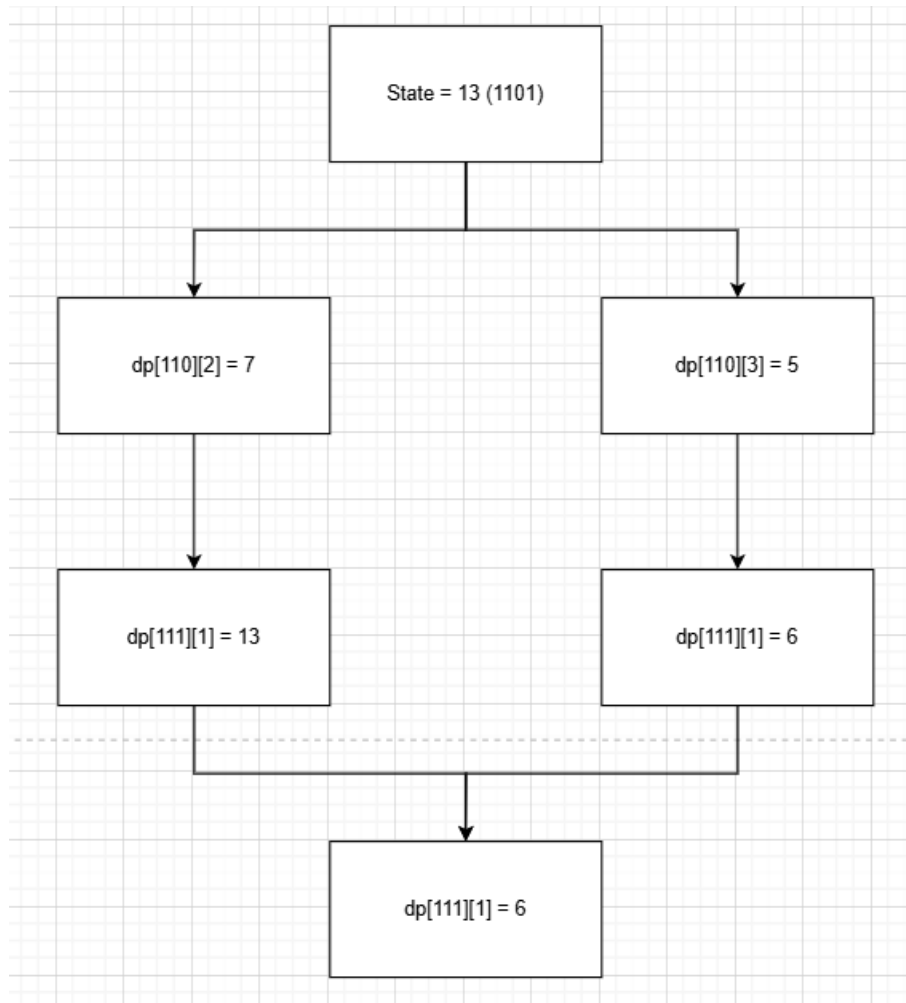 State = 13 (1101)
dp[110][2] = 7
dp[110][3] = 5
dp[111][1] = 13
dp[111][1] = 6
dp[111][1] = 6